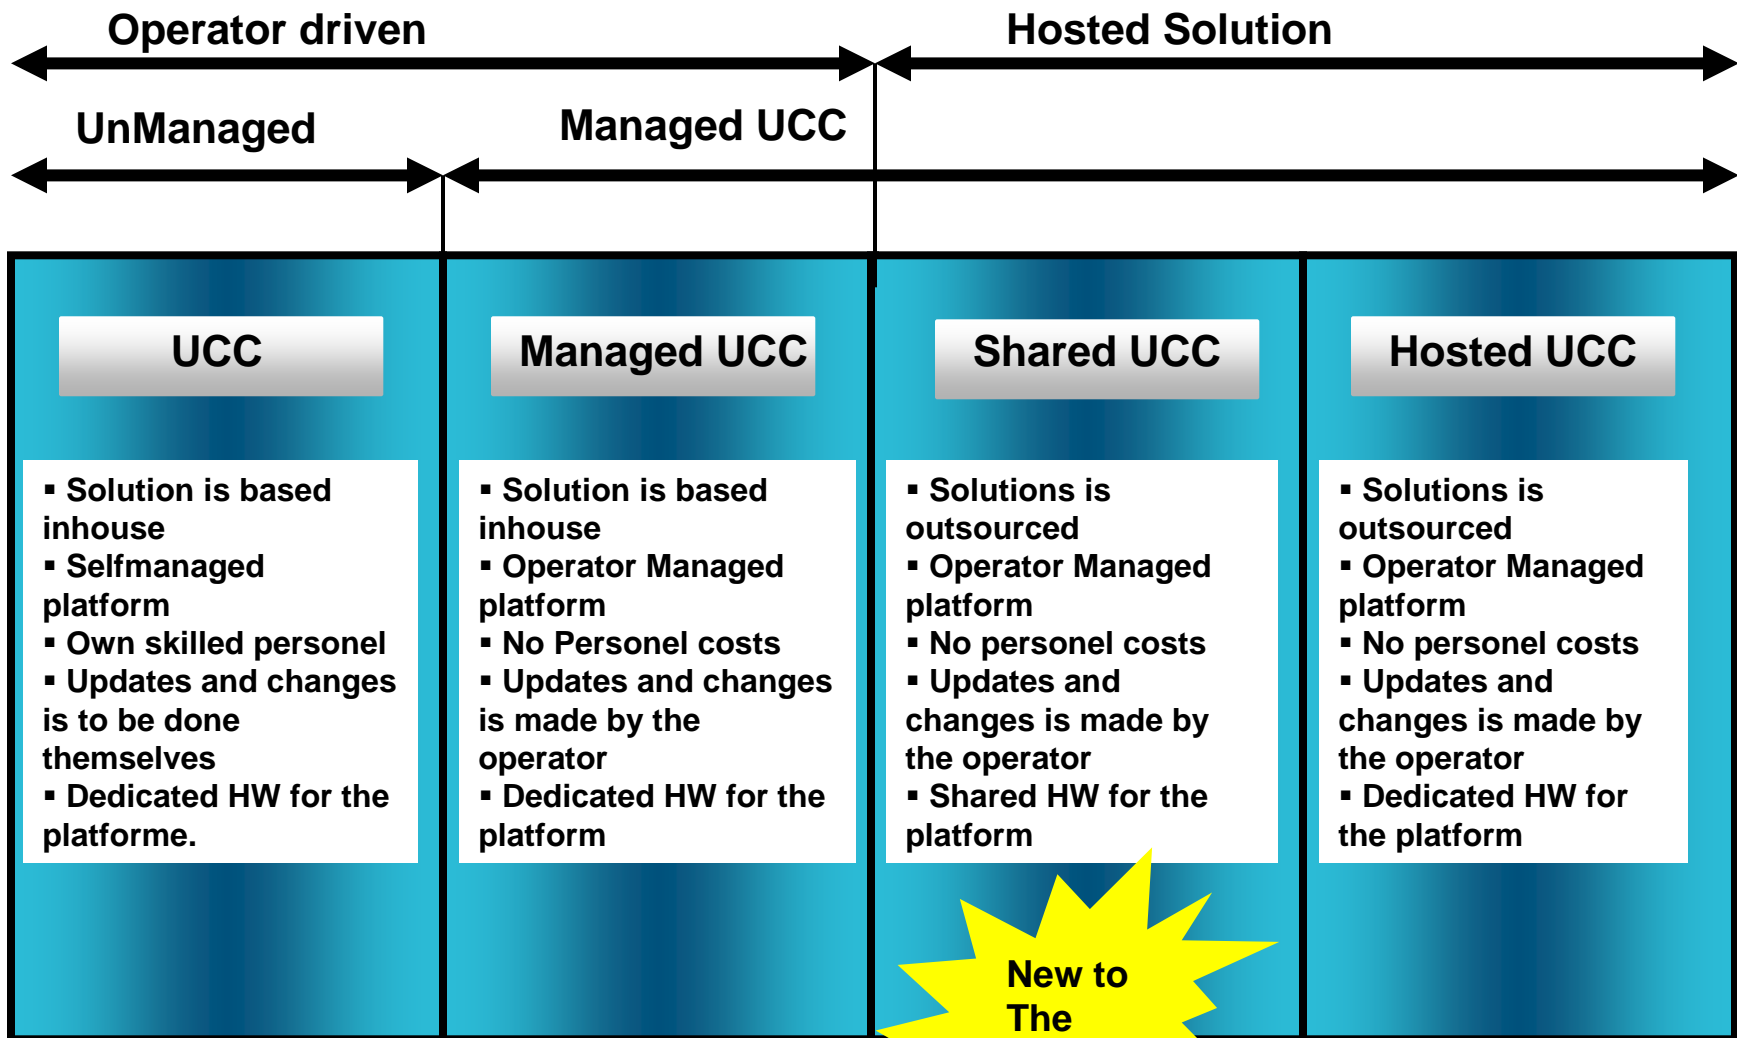 Operator driven
Hosted Solution
UnManaged
Managed UCC
UCC
▪ Solution is based
inhouse
▪ Selfmanaged
platform
▪ Own skilled personel
▪ Updates and changes
is to be done
themselves
▪ Dedicated HW for the
platforme.
Managed UCC
▪ Solution is based
inhouse
▪ Operator Managed
platform
▪ No Personel costs
▪ Updates and changes
is made by the
operator
▪ Dedicated HW for the
platform
Shared UCC
▪ Solutions is
outsourced
▪ Operator Managed
platform
▪ No personel costs
▪ Updates and
changes is made by
the operator
▪ Shared HW for the
platform
New to
The
Hosted UCC
▪ Solutions is
outsourced
▪ Operator Managed
platform
▪ No personel costs
▪ Updates and
changes is made by
the operator
▪ Dedicated HW for
the platform